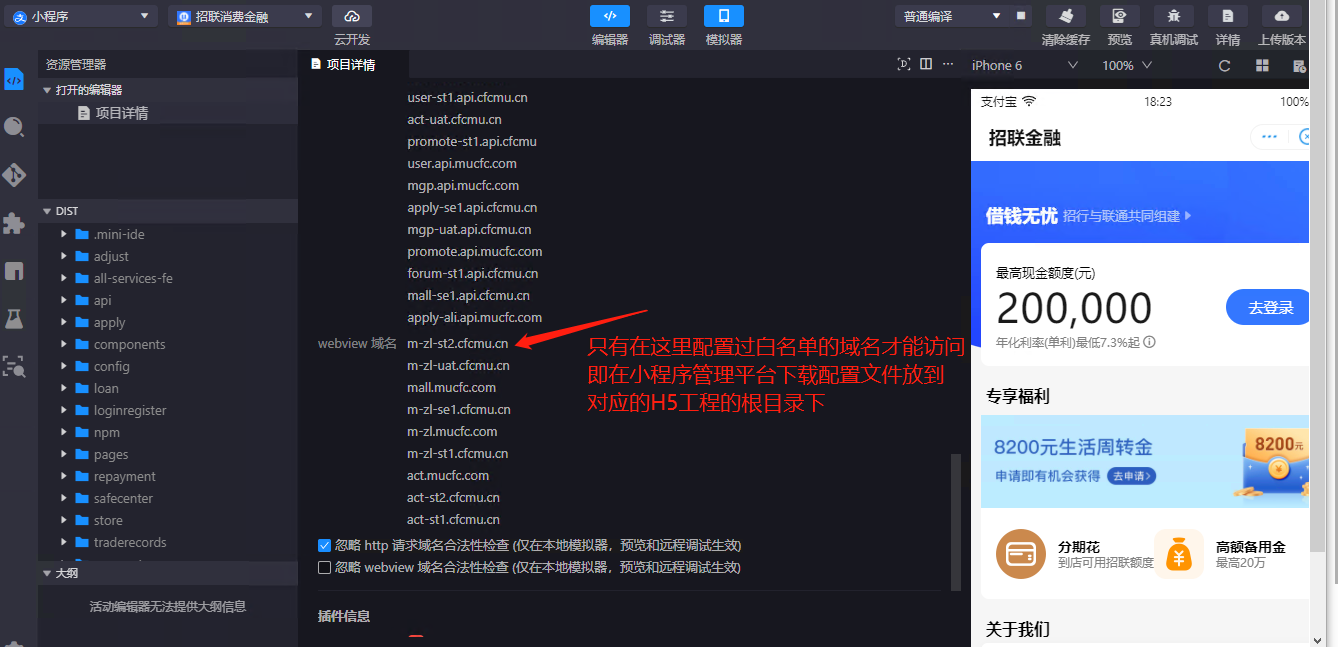 小程序
招联消费金融
云开发
编辑器
调试器
模拟器
普通编译
清除缓存
预览
真机调试
详情
上传版本
资源管理器
打开的编辑器
项目详情
DIST
.mini-ide
adjust
all-services-fe
api
apply
components
config
loan
loginregister
npm
pages
repayment
safecenter
store
traderecords
大纲
活动编辑器无法提供大纲信息
项目详情
user-st1.api.cfcmu.cn
act-uat.cfcmu.cn
promote-st1.api.cfcmu
user.api.mucfc.com
mgp.api.mucfc.com
apply-se1.api.cfcmu.cn
mgp-uat.api.cfcmu.cn
promote.api.mucfc.com
forum-st1.api.cfcmu.cn
mall-se1.api.cfcmu.cn
apply-ali.api.mucfc.com
webview 域名
m-zl-st2.cfcmu.cn
m-zl-uat.cfcmu.cn
mall.mucfc.com
m-zl-se1.cfcmu.cn
m-zl.mucfc.com
m-zl-st1.cfcmu.cn
act.mucfc.com
act-st2.cfcmu.cn
act-st1.cfcmu.cn
只有在这里配置过白名单的域名才能访问
即在小程序管理平台下载配置文件放到
对应的H5工程的根目录下
忽略 http 请求域名合法性检查 (仅在本地模拟器，预览和远程调试生效)
忽略 webview 域名合法性检查 (仅在本地模拟器，预览和远程调试生效)
插件信息
iPhone 6
100%
支付宝
18:23
100%
招联金融
借钱无忧 招行与联通共同组建
最高现金额度(元)
200,000
去登录
年化利率(单利)最低7.3%起
专享福利
8200元生活周转金
申请即有机会获得 去申请>
8200元
分期花
到店可用招联额度
高额备用金
最高20万
关于我们